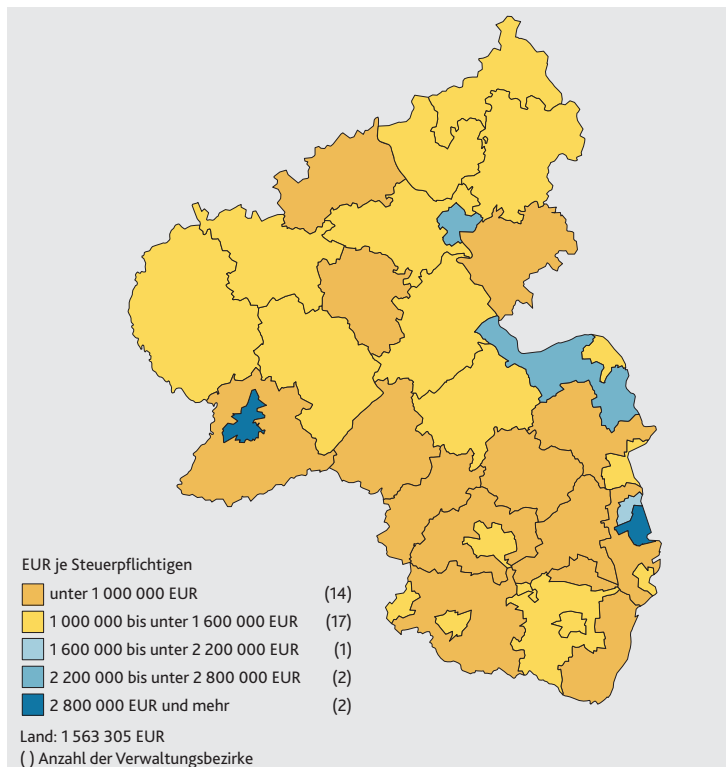 EUR je Steuerpflichtigen
unter 1 000 000 EUR (14)
1 000 000 bis unter 1 600 000 EUR (17)
1 600 000 bis unter 2 200 000 EUR (1)
2 200 000 bis unter 2 800 000 EUR (2)
2 800 000 EUR und mehr (2)
Land: 1 563 305 EUR
( ) Anzahl der Verwaltungsbezirke